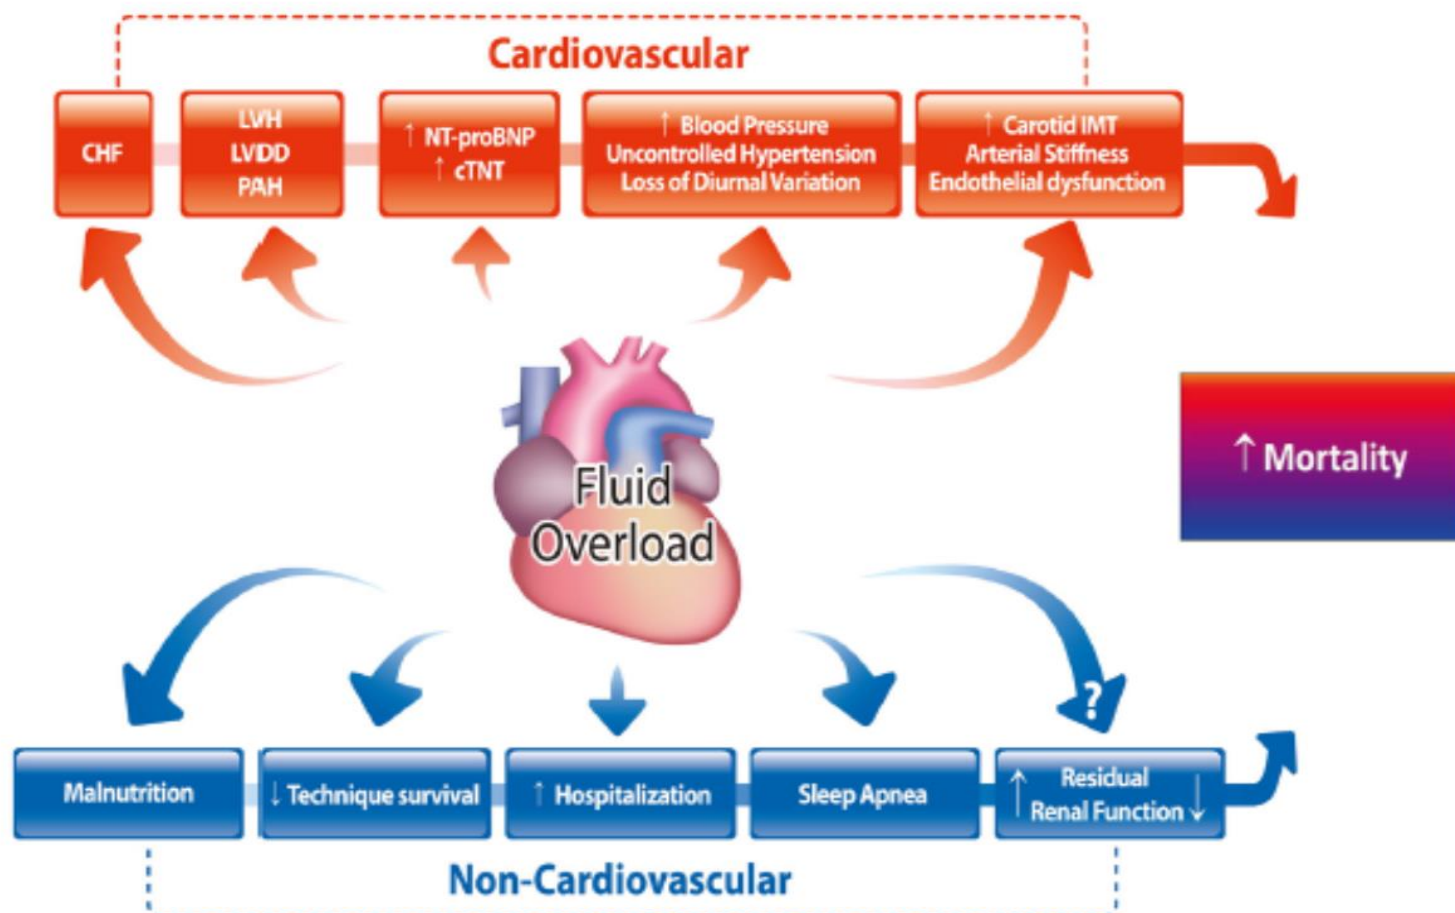 Cardiovascular
CHF
LVH
LVDD
PAH
↑ NT-proBNP
↑ cTNT
↑ Blood Pressure
Uncontrolled Hypertension
Loss of Diurnal Variation
↑ Carotid IMT
Arterial Stiffness
Endothelial dysfunction
Fluid
Overload
↑ Mortality
?
Malnutrition
↓ Technique survival
↑ Hospitalization
Sleep Apnea
↑ Residual
Renal Function ↓
Non-Cardiovascular